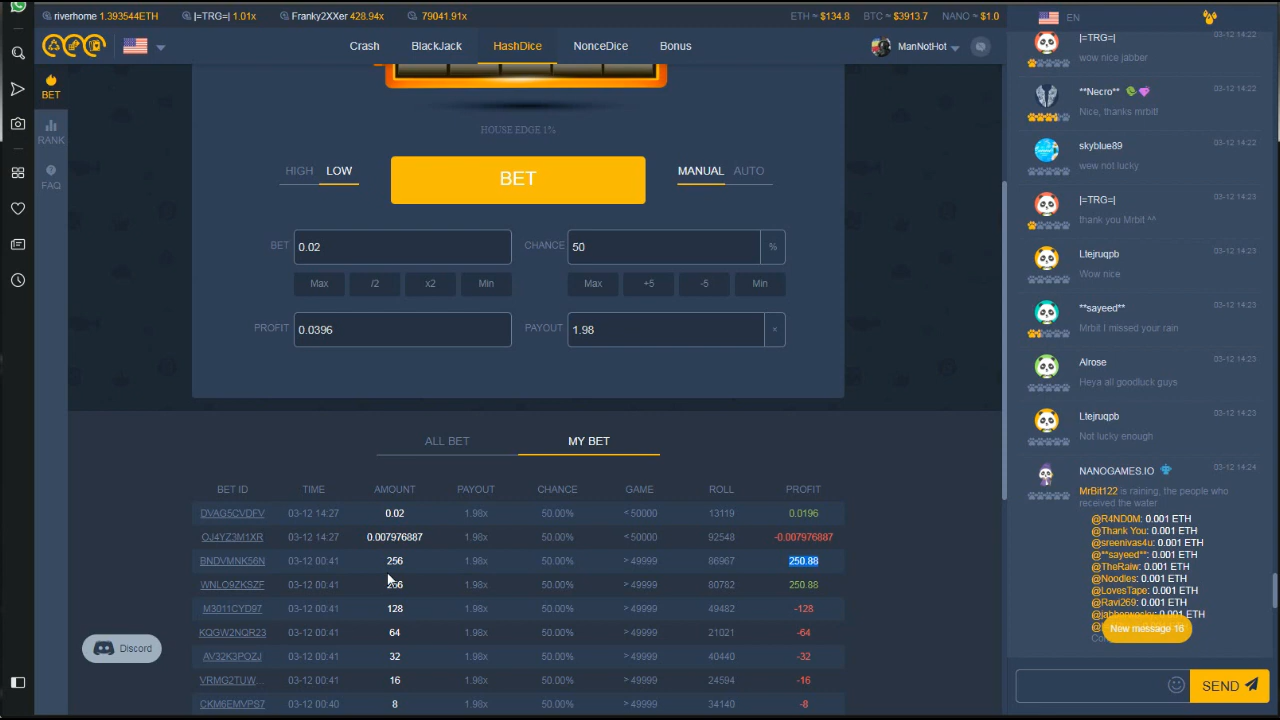 riverhome 1.393544ETH |=TRG=| 1.01x Franky2XXer 428.94x 79041.91x ETH ≈ $134.8 BTC ≈ $3913.7 NANO ≈ $1.0
Crash BlackJack HashDice NonceDice Bonus ManNotHot
BET
RANK
FAQ
HOUSE EDGE 1%
HIGH LOW BET MANUAL AUTO
BET 0.02 CHANCE 50 %
Max /2 x2 Min Max +5 -5 Min
PROFIT 0.0396 PAYOUT 1.98 ×
ALL BET MY BET
BET ID TIME AMOUNT PAYOUT CHANCE GAME ROLL PROFIT
DVAG5CVDFV 03-12 14:27 0.02 1.98x 50.00% <50000 13119 0.0196
OJ4YZ3M1XR 03-12 14:27 0.007976887 1.98x 50.00% <50000 92548 -0.007976887
BNDVMNK56N 03-12 00:41 256 1.98x 50.00% >49999 86967 250.88
WNLO9ZKSZF 03-12 00:41 256 1.98x 50.00% >49999 80782 250.88
M3011CYD97 03-12 00:41 128 1.98x 50.00% >49999 49482 -128
KQGW2NQR23 03-12 00:41 64 1.98x 50.00% >49999 21021 -64
AV32K3POZJ 03-12 00:41 32 1.98x 50.00% >49999 40440 -32
VRMG2TUW... 03-12 00:41 16 1.98x 50.00% >49999 24594 -16
CKM6EMVPS7 03-12 00:40 8 1.98x 50.00% >49999 34140 -8
Discord
EN
|=TRG=| 03-12 14:22
wow nice jabber
**Necro** 03-12 14:22
Nice, thanks mrbit!
skyblue89 03-12 14:22
wew not lucky
|=TRG=| 03-12 14:23
thank you Mrbit ^^
Ltejruqpb 03-12 14:23
Wow nice
**sayeed** 03-12 14:23
Mrbil I missed your rain
Alrose 03-12 14:23
Heya all goodluck guys
Ltejruqpb 03-12 14:23
Not lucky enough
NANOGAMES.IO 03-12 14:24
MrBit122 is raining, the people who
received the water
@R4ND0M: 0.001 ETH
@Thank You: 0.001 ETH
@sreenivas4u: 0.001 ETH
@**sayeed**: 0.001 ETH
@TheRaiw: 0.001 ETH
@Noodles: 0.001 ETH
@LovesTape: 0.001 ETH
@Ravi269: 0.001 ETH
0.001 ETH
New message 16
SEND